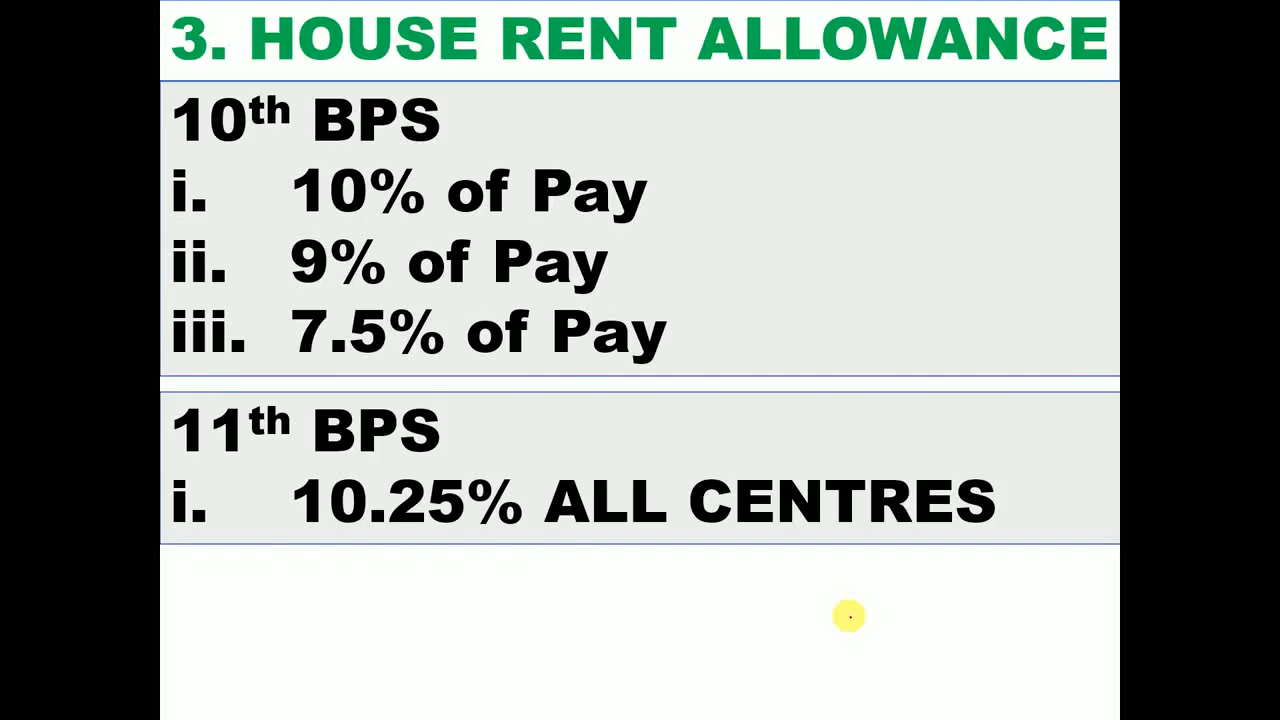 3. HOUSE RENT ALLOWANCE
10th BPS
i. 10% of Pay
ii. 9% of Pay
iii. 7.5% of Pay
11th BPS
i. 10.25% ALL CENTRES